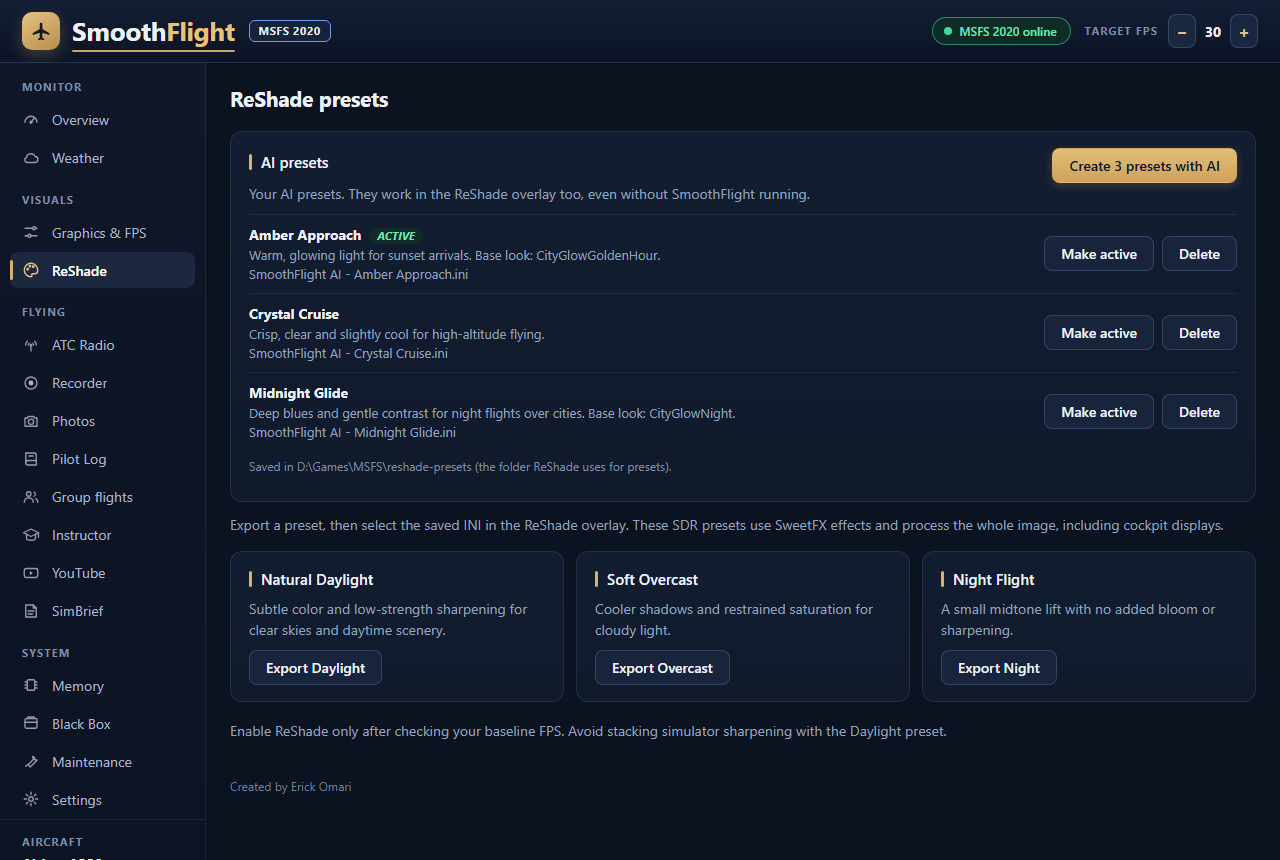 SmoothFlight
MSFS 2020
MSFS 2020 online
TARGET FPS
−
30
+
MONITOR
Overview
Weather
VISUALS
Graphics & FPS
ReShade
FLYING
ATC Radio
Recorder
Photos
Pilot Log
Group flights
Instructor
YouTube
SimBrief
SYSTEM
Memory
Black Box
Maintenance
Settings
AIRCRAFT
ReShade presets
AI presets
Create 3 presets with AI
Your AI presets. They work in the ReShade overlay too, even without SmoothFlight running.
Amber Approach ACTIVE
Warm, glowing light for sunset arrivals. Base look: CityGlowGoldenHour.
SmoothFlight AI - Amber Approach.ini
Make active
Delete
Crystal Cruise
Crisp, clear and slightly cool for high-altitude flying.
SmoothFlight AI - Crystal Cruise.ini
Make active
Delete
Midnight Glide
Deep blues and gentle contrast for night flights over cities. Base look: CityGlowNight.
SmoothFlight AI - Midnight Glide.ini
Make active
Delete
Saved in D:\Games\MSFS\reshade-presets (the folder ReShade uses for presets).
Export a preset, then select the saved INI in the ReShade overlay. These SDR presets use SweetFX effects and process the whole image, including cockpit displays.
Natural Daylight
Subtle color and low-strength sharpening for
clear skies and daytime scenery.
Export Daylight
Soft Overcast
Cooler shadows and restrained saturation for
cloudy light.
Export Overcast
Night Flight
A small midtone lift with no added bloom or
sharpening.
Export Night
Enable ReShade only after checking your baseline FPS. Avoid stacking simulator sharpening with the Daylight preset.
Created by Erick Omari